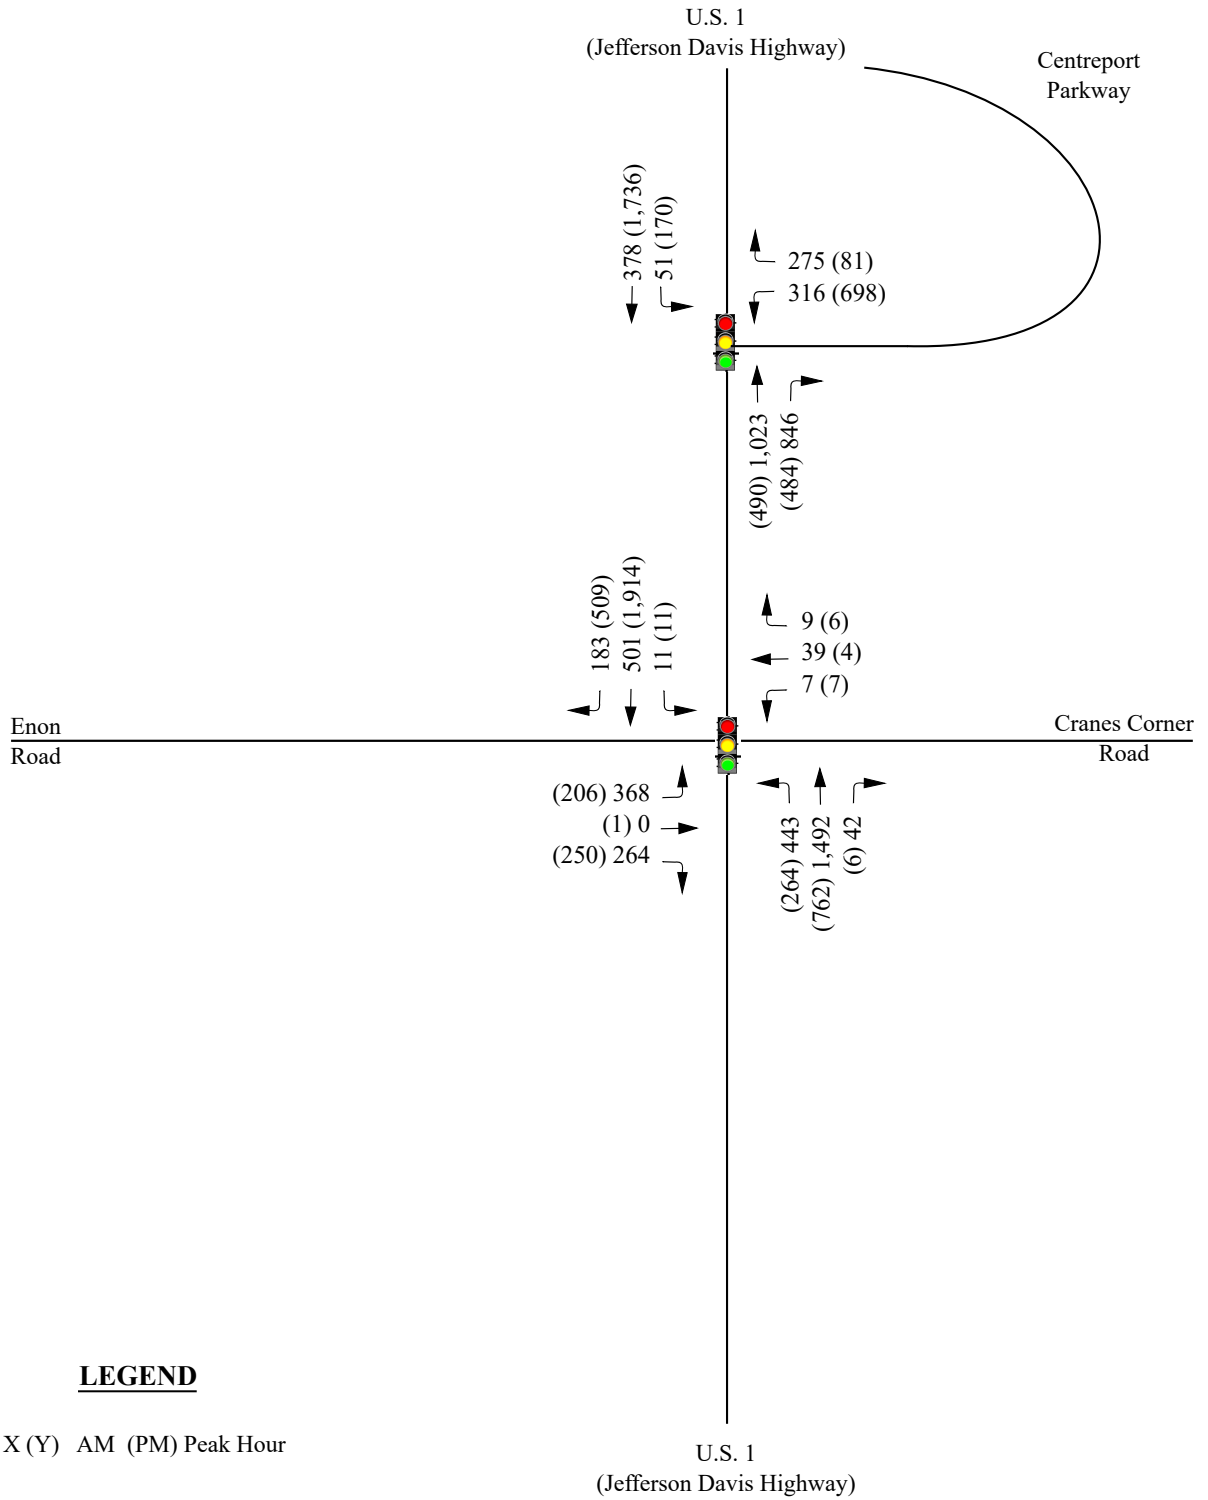 U.S. 1
(Jefferson Davis Highway)
Centreport
Parkway
378 (1,736)
51 (170)
275 (81)
316 (698)
(490) 1,023
(484) 846
183 (509)
501 (1,914)
11 (11)
9 (6)
39 (4)
7 (7)
Enon
Road
Cranes Corner
Road
(206) 368
(1) 0
(250) 264
(264) 443
(762) 1,492
(6) 42
LEGEND
X (Y) AM (PM) Peak Hour
U.S. 1
(Jefferson Davis Highway)